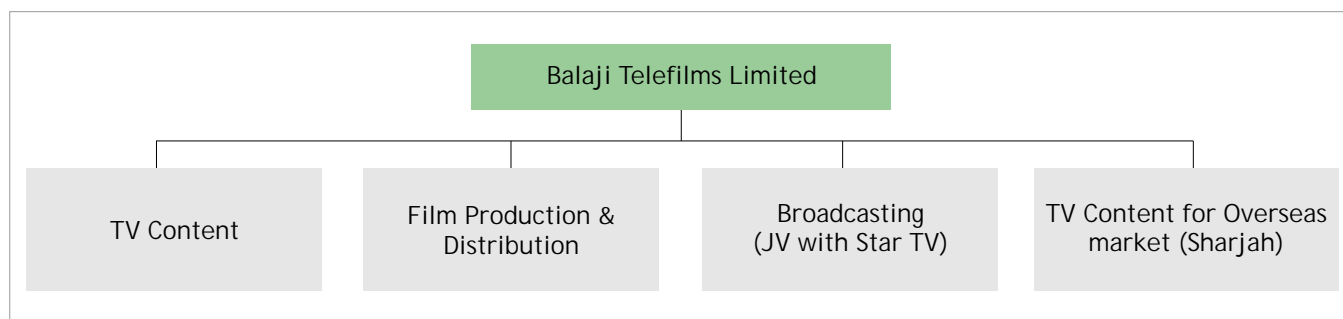 Balaji Telefilms Limited
TV Content
Film Production &
Distribution
Broadcasting
(JV with Star TV)
TV Content for Overseas
market (Sharjah)